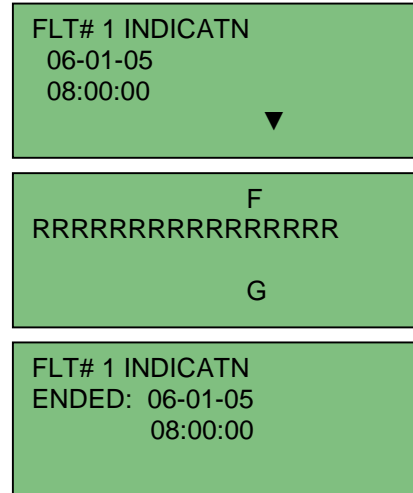 FLT# 1 INDICATN
06-01-05
08:00:00
▼
F
RRRRRRRRRRRRRRRR
G
FLT# 1 INDICATN
ENDED: 06-01-05
08:00:00